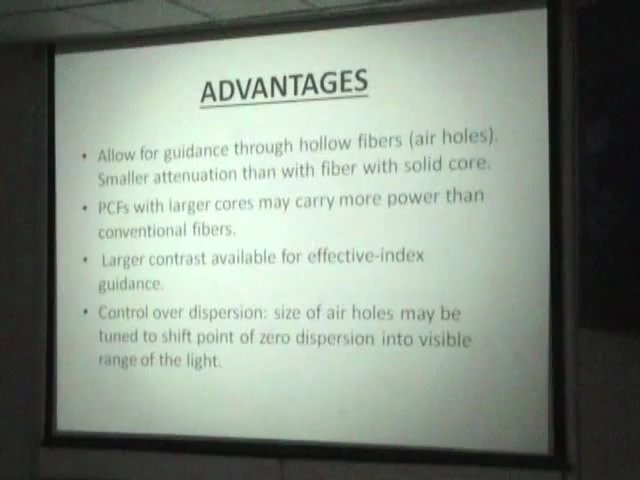 ADVANTAGES
• Allow for guidance through hollow fibers (air holes).
Smaller attenuation than with fiber with solid core.
• PCFs with larger cores may carry more power than
conventional fibers.
• Larger contrast available for effective-index
guidance.
• Control over dispersion: size of air holes may be
tuned to shift point of zero dispersion into visible
range of the light.